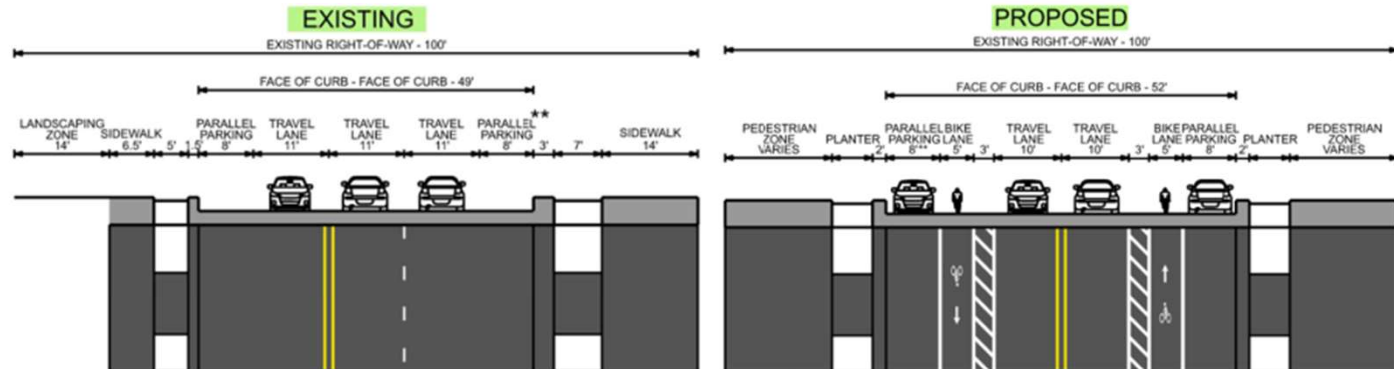 EXISTING
EXISTING RIGHT-OF-WAY - 100'
FACE OF CURB - FACE OF CURB - 49'
LANDSCAPING ZONE 14'
SIDEWALK 6.5'
5'
1.5'
PARALLEL PARKING 8'
TRAVEL LANE 11'
TRAVEL LANE 11'
TRAVEL LANE 11'
PARALLEL PARKING 8'
**
3'
7"
SIDEWALK 14'
PROPOSED
EXISTING RIGHT-OF-WAY - 100'
FACE OF CURB - FACE OF CURB - 52'
PEDESTRIAN ZONE VARIES
PLANTER
2'
PARALLEL PARKING 8'**
BIKE LANE 5'
3'
TRAVEL LANE 10'
TRAVEL LANE 10'
3'
BIKE LANE 5'
PARALLEL PARKING 8'
2'
PLANTER
PEDESTRIAN ZONE VARIES